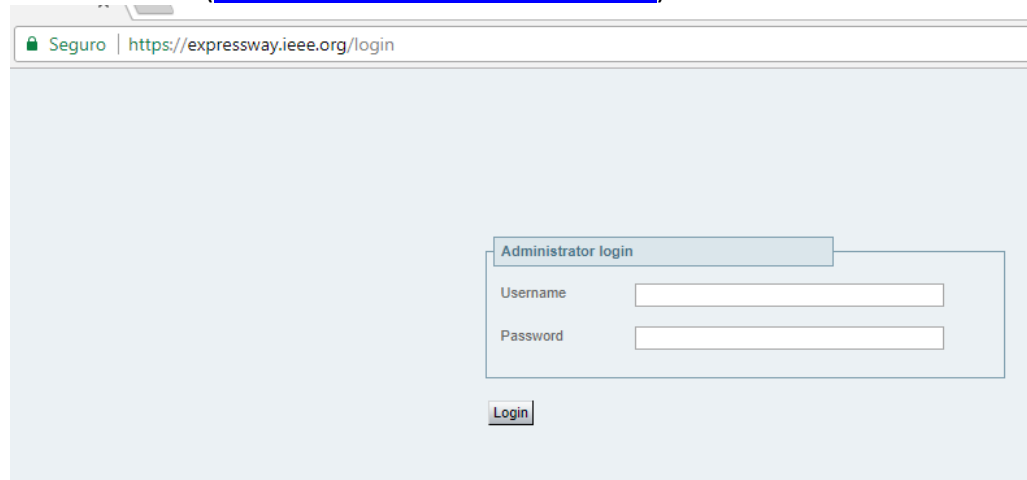 Seguro | https://expressway.ieee.org/login
Administrator login
Username
Password
Login